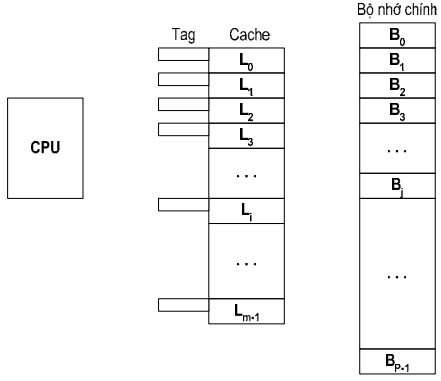 Bộ nhớ chính
Tag Cache
B0
L0 B1
L1 B2
L2 B3
CPU L3
. . .
. . . Bj
Li
. . . . . .
Lm-1
BP-1